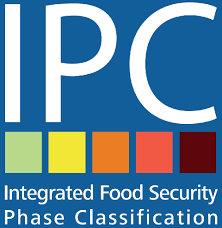 IPC
Integrated Food Security
Phase Classification